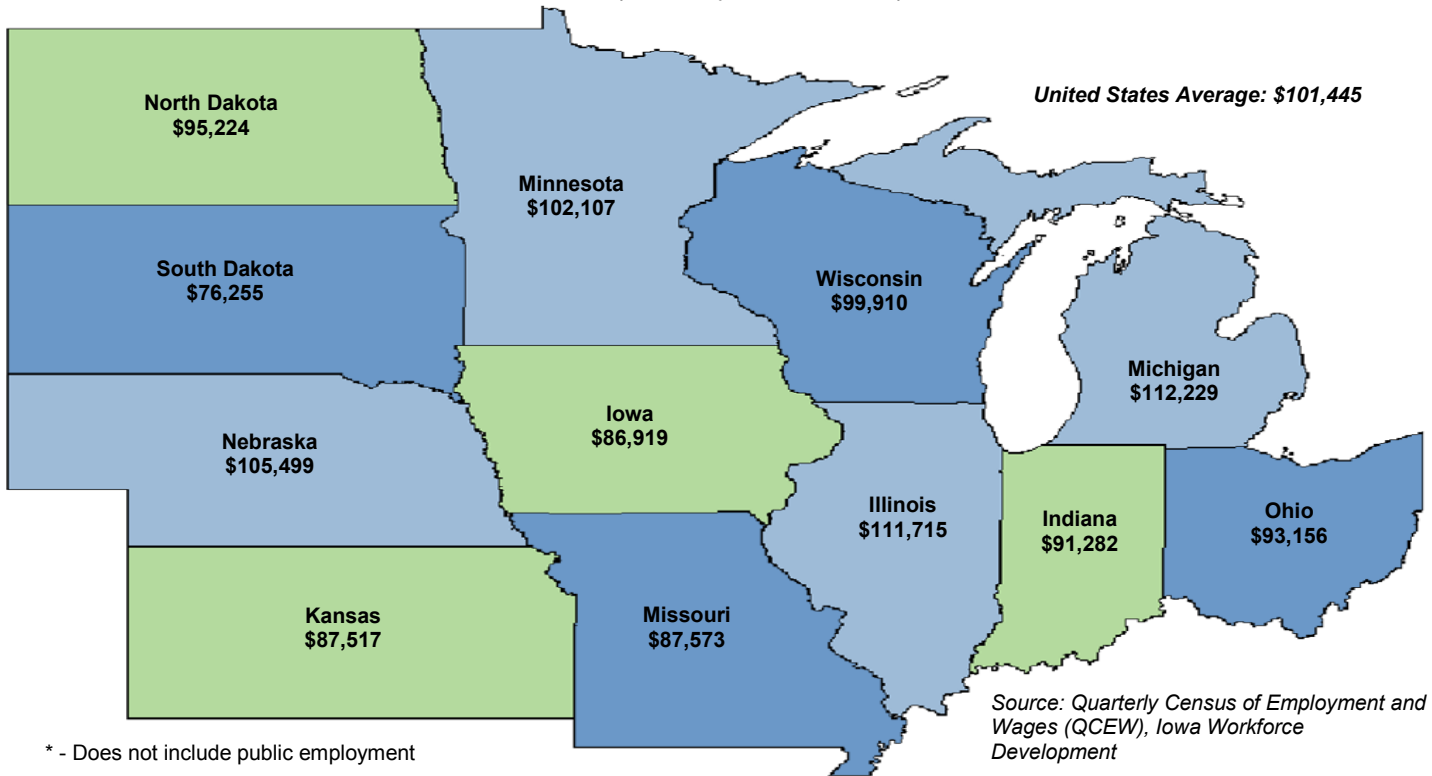 United States Average: $101,445
North Dakota
$95,224
Minnesota
$102,107
South Dakota
$76,255
Wisconsin
$99,910
Michigan
$112,229
Iowa
$86,919
Nebraska
$105,499
Illinois
$111,715
Indiana
$91,282
Ohio
$93,156
Kansas
$87,517
Missouri
$87,573
Source: Quarterly Census of Employment and
Wages (QCEW), Iowa Workforce
Development
* - Does not include public employment